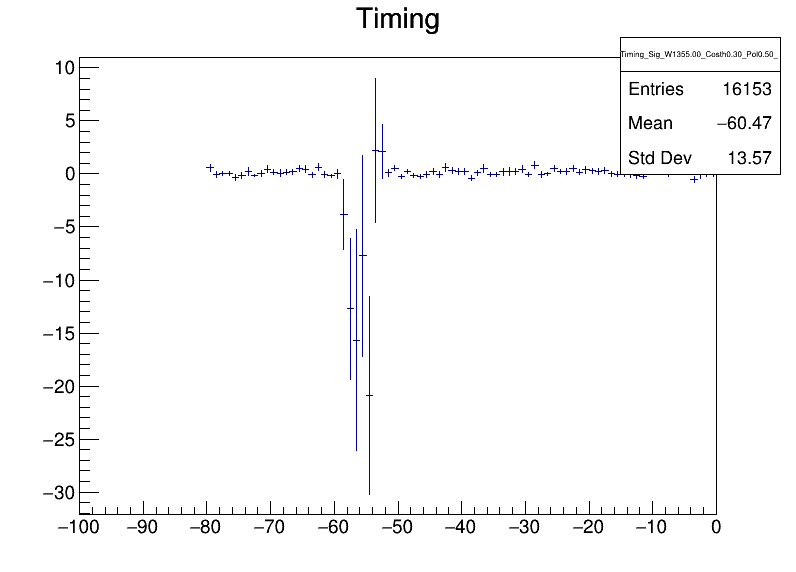 Timing
Timing_Sig_W1355.00_Costh0.30_Pol0.50_
Entries 16153
Mean −60.47
Std Dev 13.57
10
5
0
−5
−10
−15
−20
−25
−30
−100 −90 −80 −70 −60 −50 −40 −30 −20 −10 0